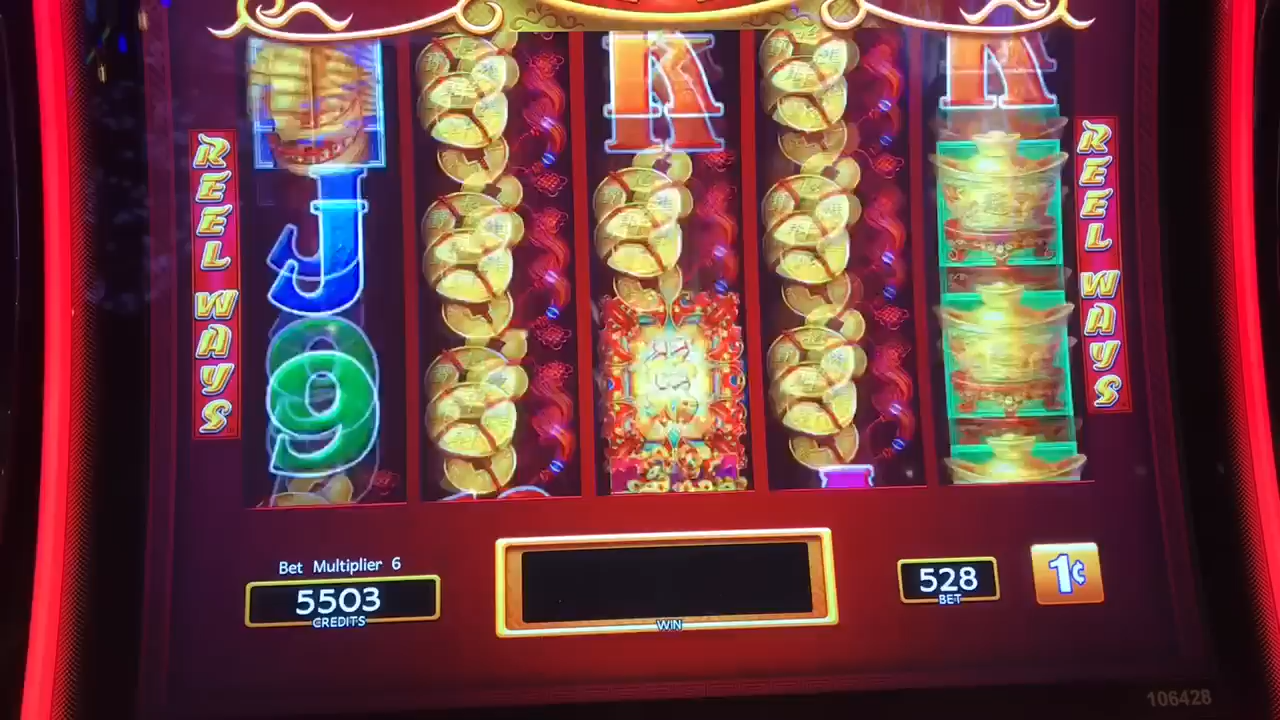 K
K
J
9
REEL WAYS
REEL WAYS
Bet Multiplier 6
5503
CREDITS
WIN
528
BET
1¢
106428